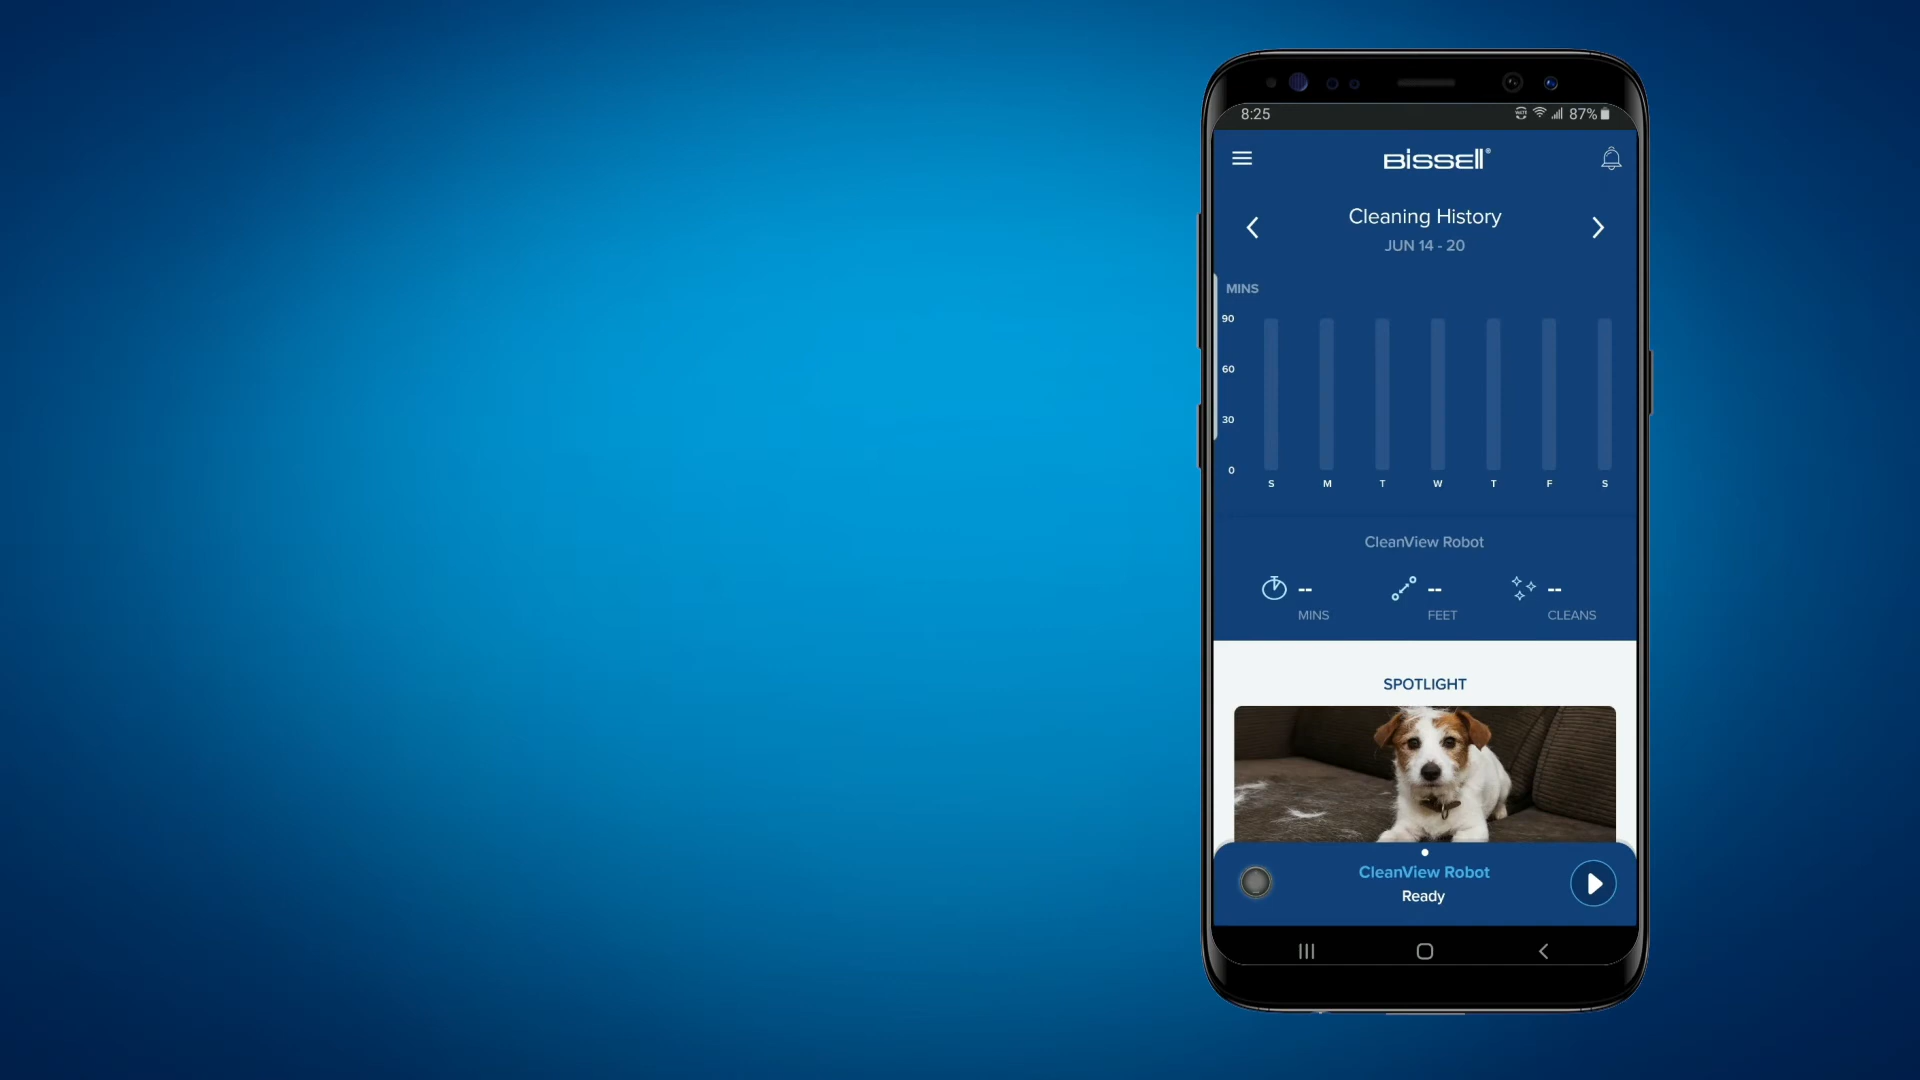 8:25 87%
BISSELL®
Cleaning History
JUN 14 - 20
MINS
90
60
30
0
S M T W T F S
CleanView Robot
-- -- --
MINS FEET CLEANS
SPOTLIGHT
CleanView Robot
Ready